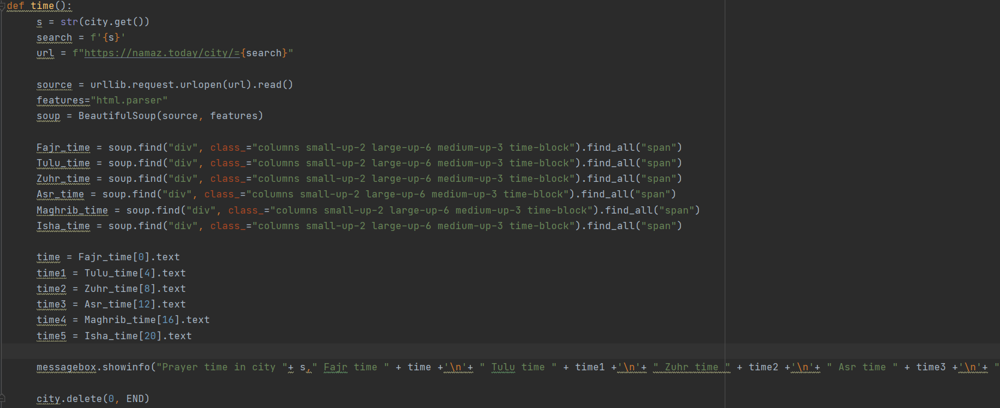 def time():
s = str(city.get())
search = f'{s}'
url = f"https://namaz.today/city/={search}"
source = urllib.request.urlopen(url).read()
features="html.parser"
soup = BeautifulSoup(source, features)
Fajr_time = soup.find("div", class_="columns small-up-2 large-up-6 medium-up-3 time-block").find_all("span")
Tulu_time = soup.find("div", class_="columns small-up-2 large-up-6 medium-up-3 time-block").find_all("span")
Zuhr_time = soup.find("div", class_="columns small-up-2 large-up-6 medium-up-3 time-block").find_all("span")
Asr_time = soup.find("div", class_="columns small-up-2 large-up-6 medium-up-3 time-block").find_all("span")
Maghrib_time = soup.find("div", class_="columns small-up-2 large-up-6 medium-up-3 time-block").find_all("span")
Isha_time = soup.find("div", class_="columns small-up-2 large-up-6 medium-up-3 time-block").find_all("span")
time = Fajr_time[0].text
time1 = Tulu_time[4].text
time2 = Zuhr_time[8].text
time3 = Asr_time[12].text
time4 = Maghrib_time[16].text
time5 = Isha_time[20].text
messagebox.showinfo("Prayer time in city "+ s," Fajr time " + time +'\n'+ " Tulu time " + time1 +'\n'+ " Zuhr time " + time2 +'\n'+ " Asr time " + time3 +'\n'+ "
city.delete(0, END)